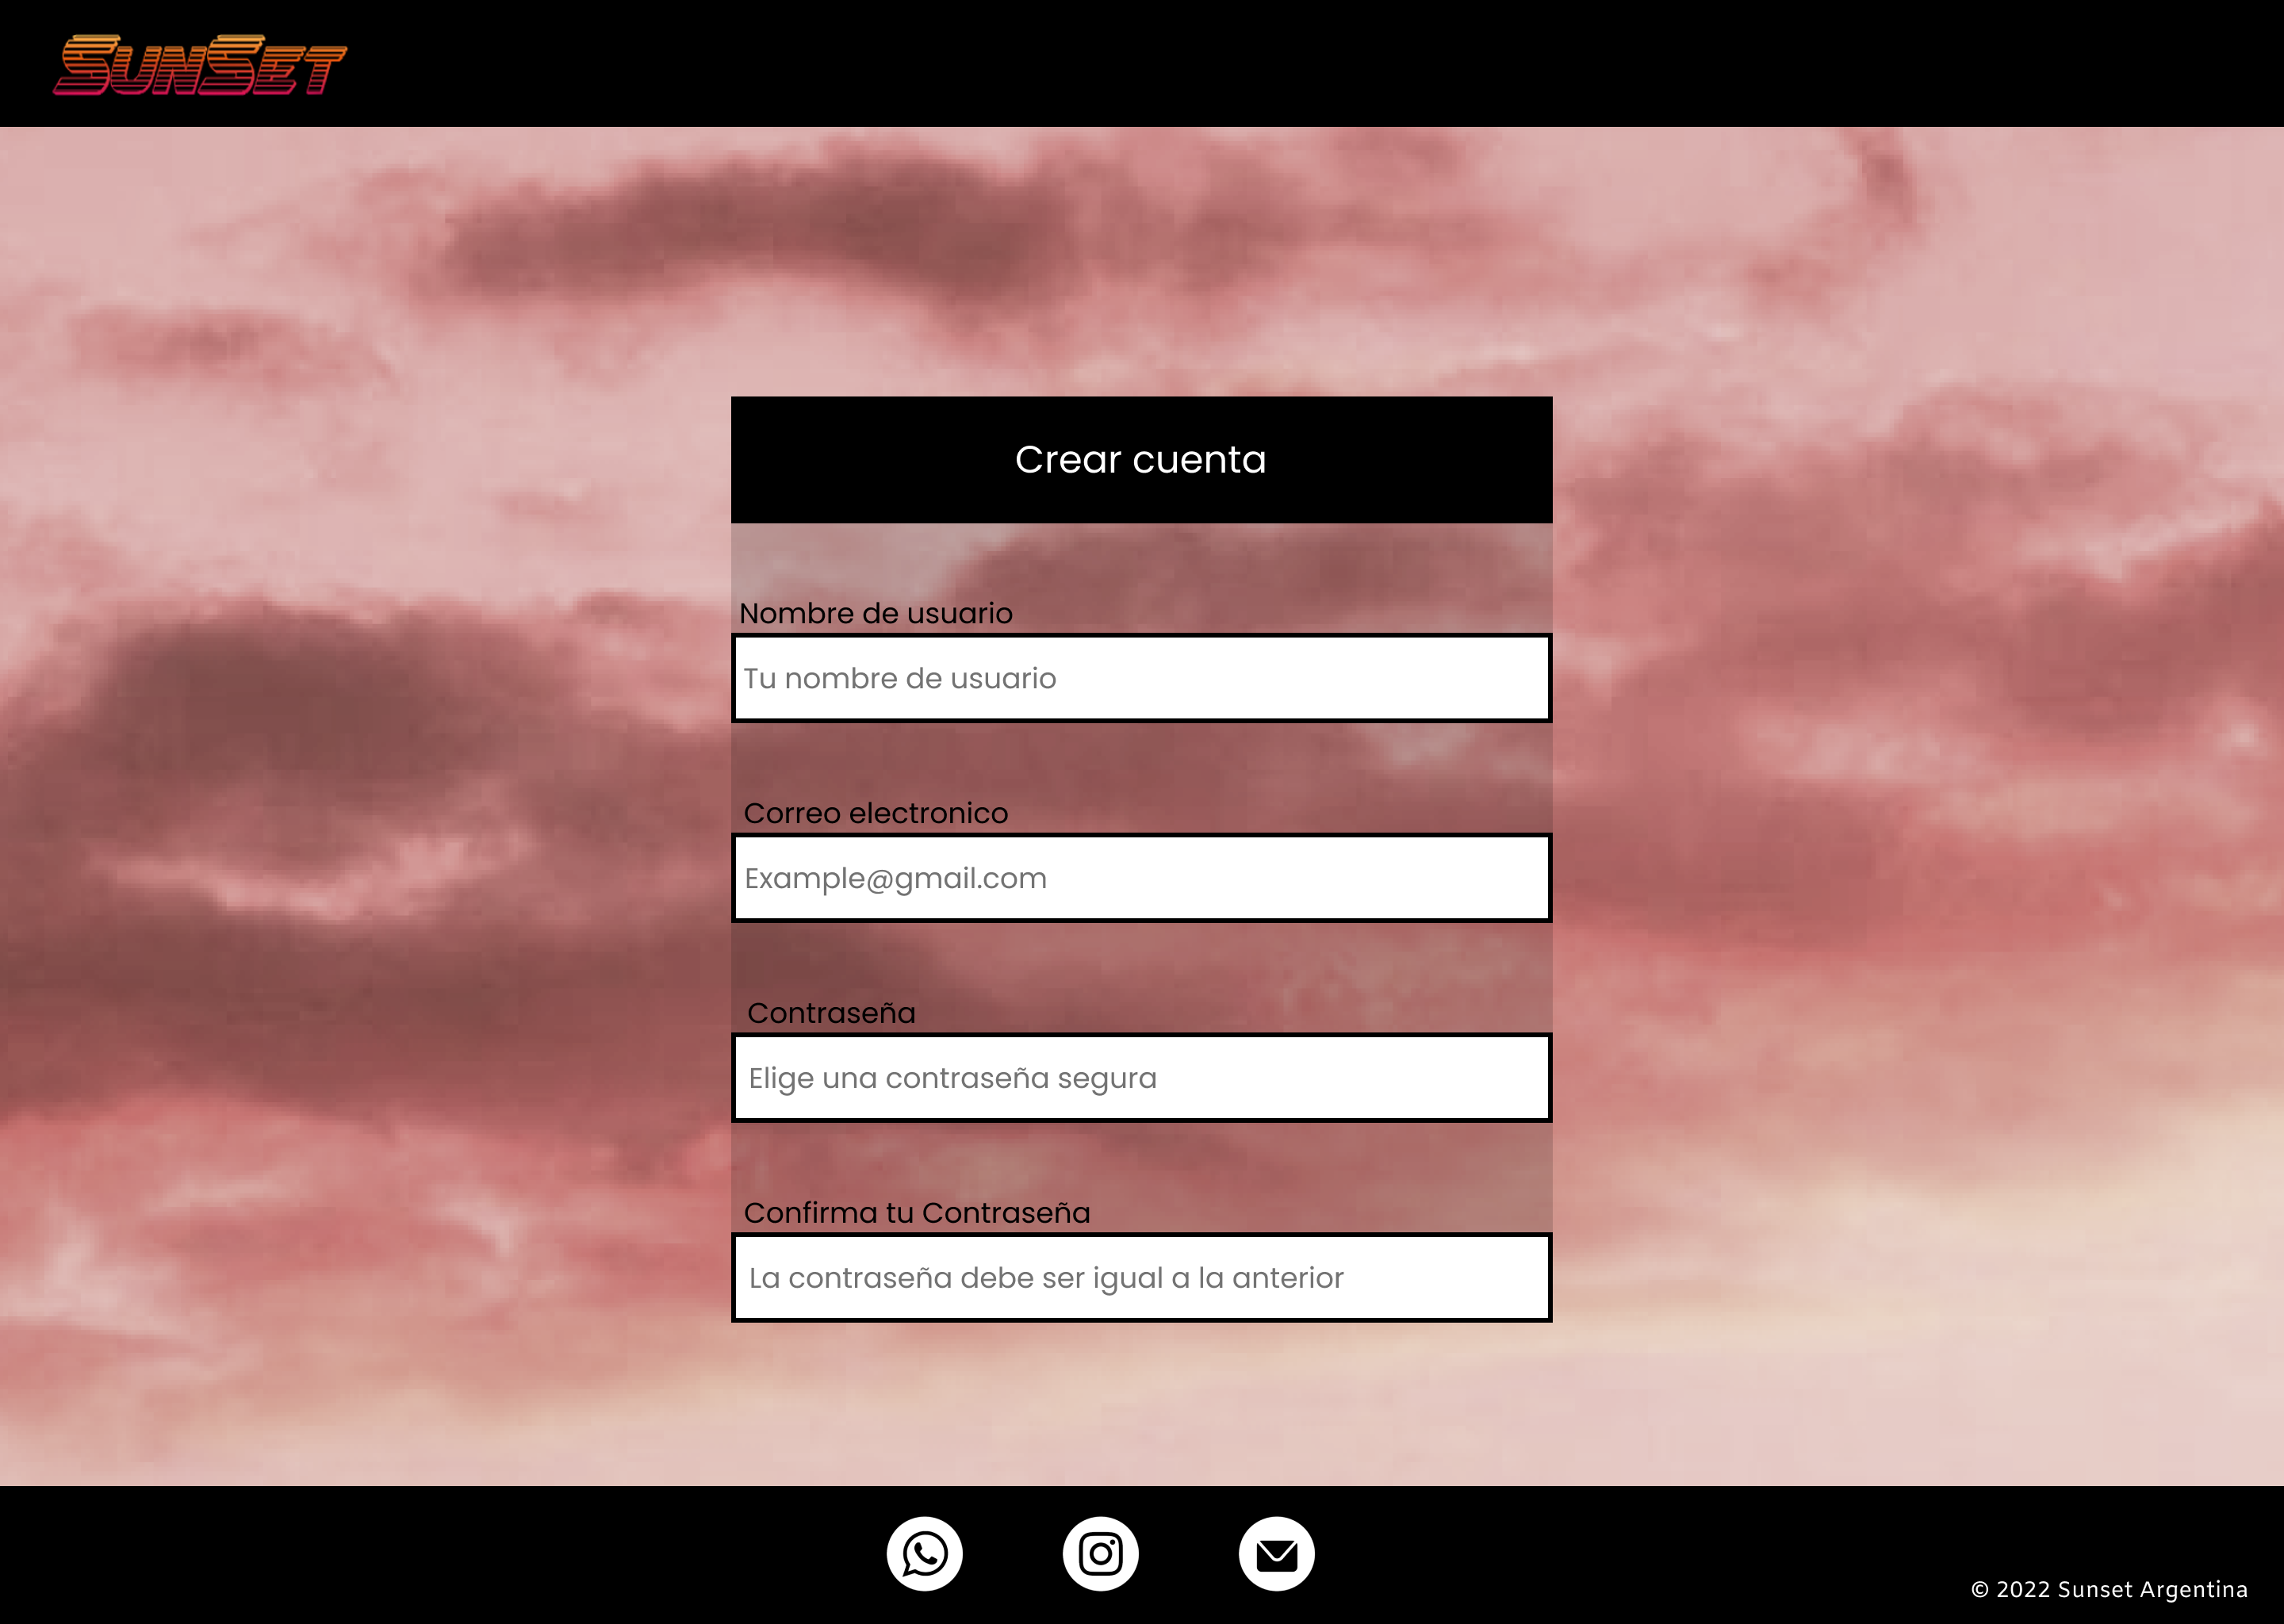 SUNSET
Crear cuenta
Nombre de usuario
Tu nombre de usuario
Correo electronico
Example@gmail.com
Contraseña
Elige una contraseña segura
Confirma tu Contraseña
La contraseña debe ser igual a la anterior
© 2022 Sunset Argentina